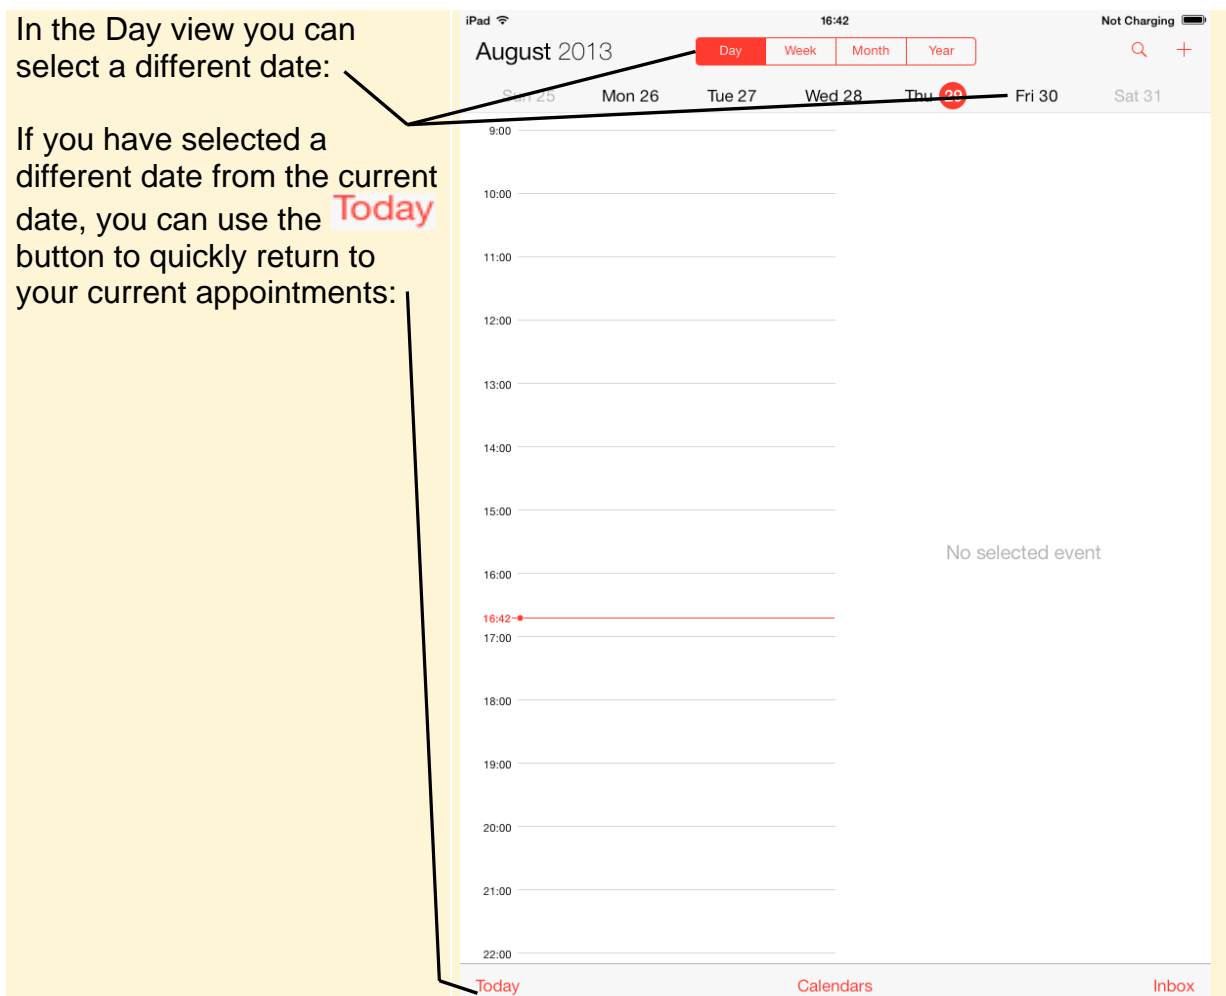 In the Day view you can
select a different date:
If you have selected a
different date from the current
date, you can use the Today
button to quickly return to
your current appointments:
iPad 16:42 Not Charging
August 2013 Day Week Month Year
Sun 25 Mon 26 Tue 27 Wed 28 Thu 29 Fri 30 Sat 31
9:00
10:00
11:00
12:00
13:00
14:00
15:00
No selected event
16:00
16:42
17:00
18:00
19:00
20:00
21:00
22:00
Today Calendars Inbox